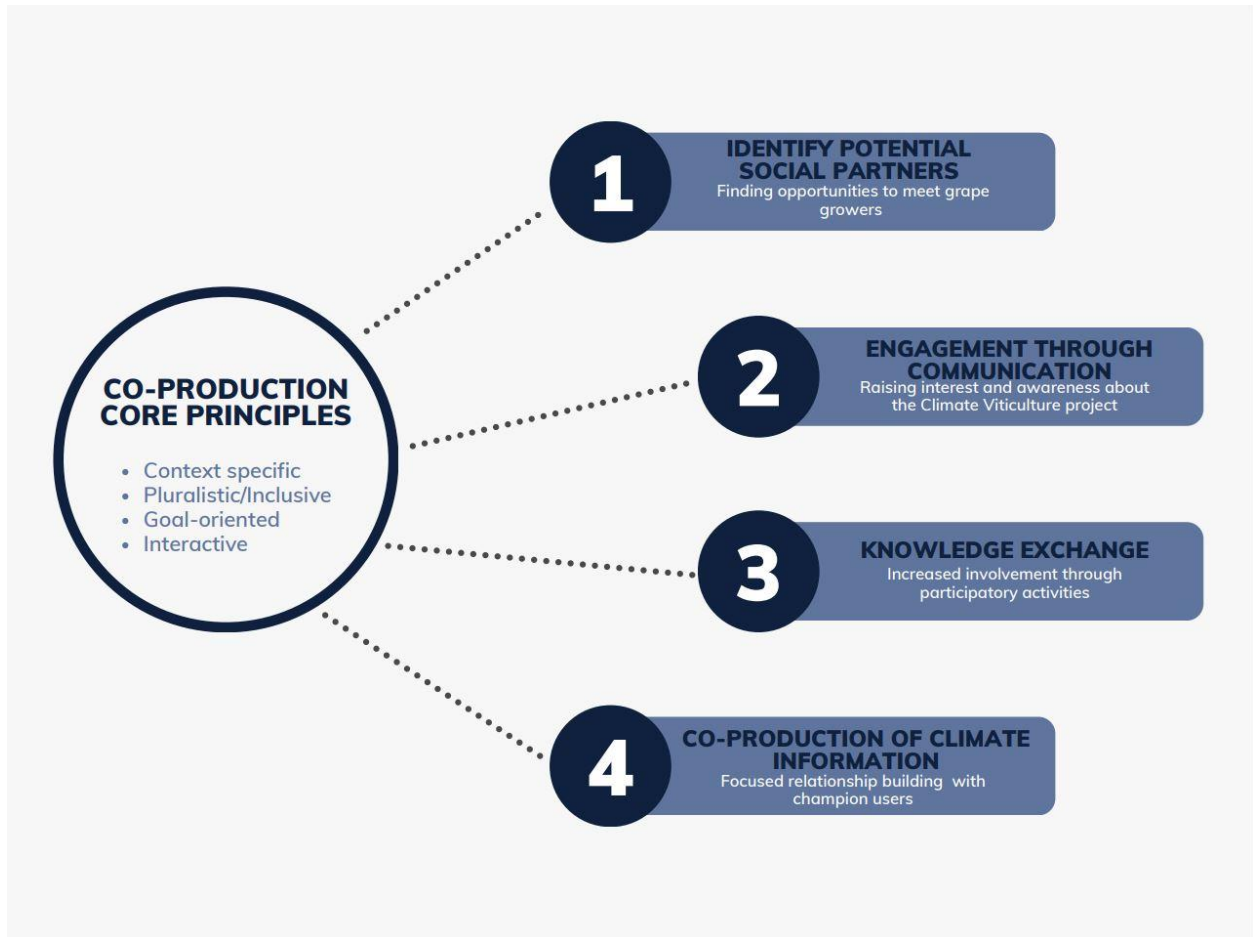 CO-PRODUCTION
CORE PRINCIPLES
• Context specific
• Pluralistic/Inclusive
• Goal-oriented
• Interactive
1
IDENTIFY POTENTIAL
SOCIAL PARTNERS
Finding opportunities to meet grape
growers
2
ENGAGEMENT THROUGH
COMMUNICATION
Raising interest and awareness about
the Climate Viticulture project
3
KNOWLEDGE EXCHANGE
Increased involvement through
participatory activities
4
CO-PRODUCTION OF CLIMATE
INFORMATION
Focused relationship building with
champion users